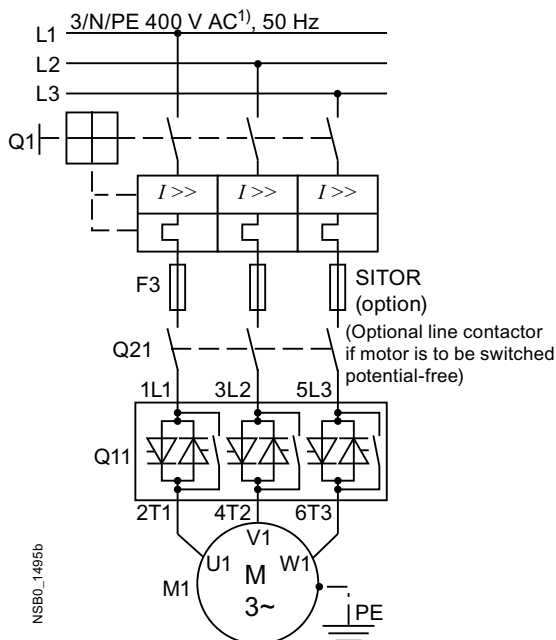 3/N/PE 400 V AC1), 50 Hz
L1
L2
L3
Q1
I >> I >> I >>
F3 SITOR
(option)
(Optional line contactor
if motor is to be switched
potential-free)
Q21
1L1 3L2 5L3
Q11
2T1 4T2 6T3
V1
U1 W1
M1 M
3~
PE
NSB0_1495b